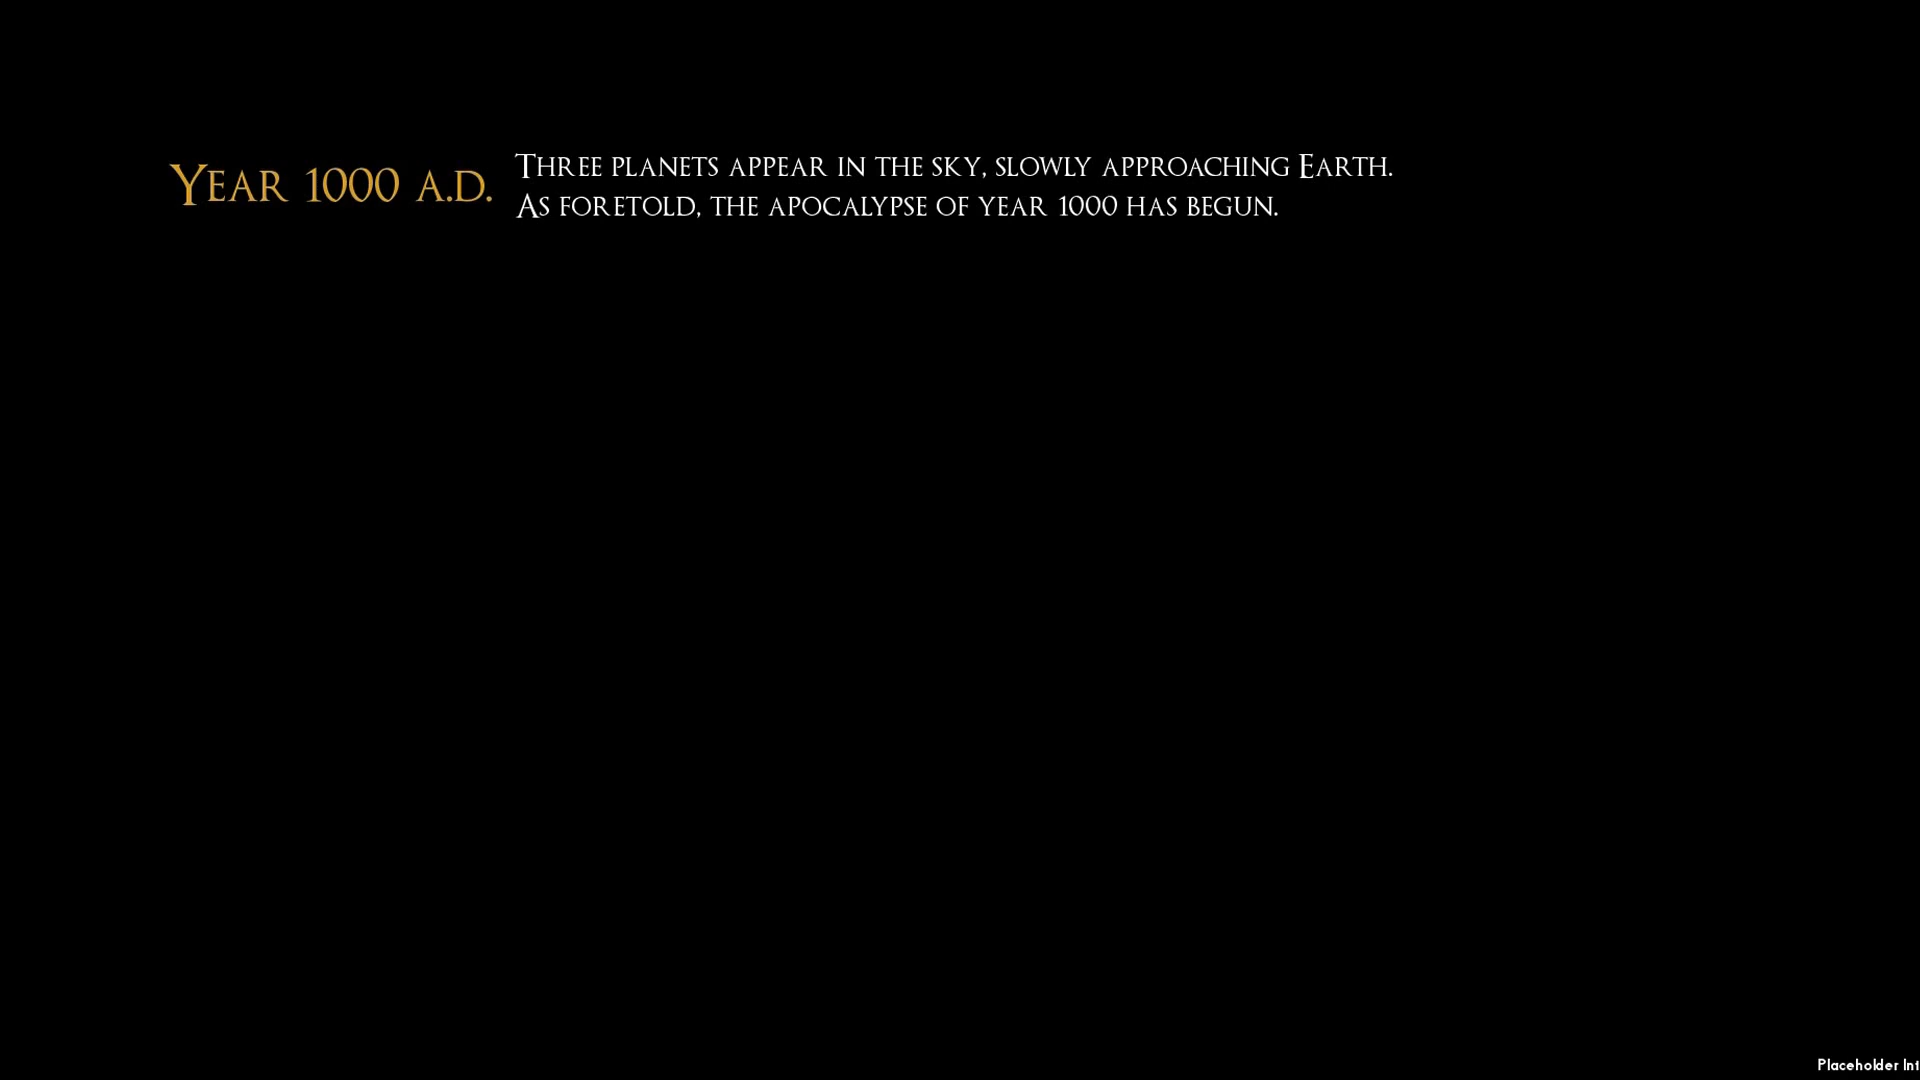 Year 1000 a.d.
Three planets appear in the sky, slowly approaching Earth.
As foretold, the apocalypse of year 1000 has begun.
Placeholder Int